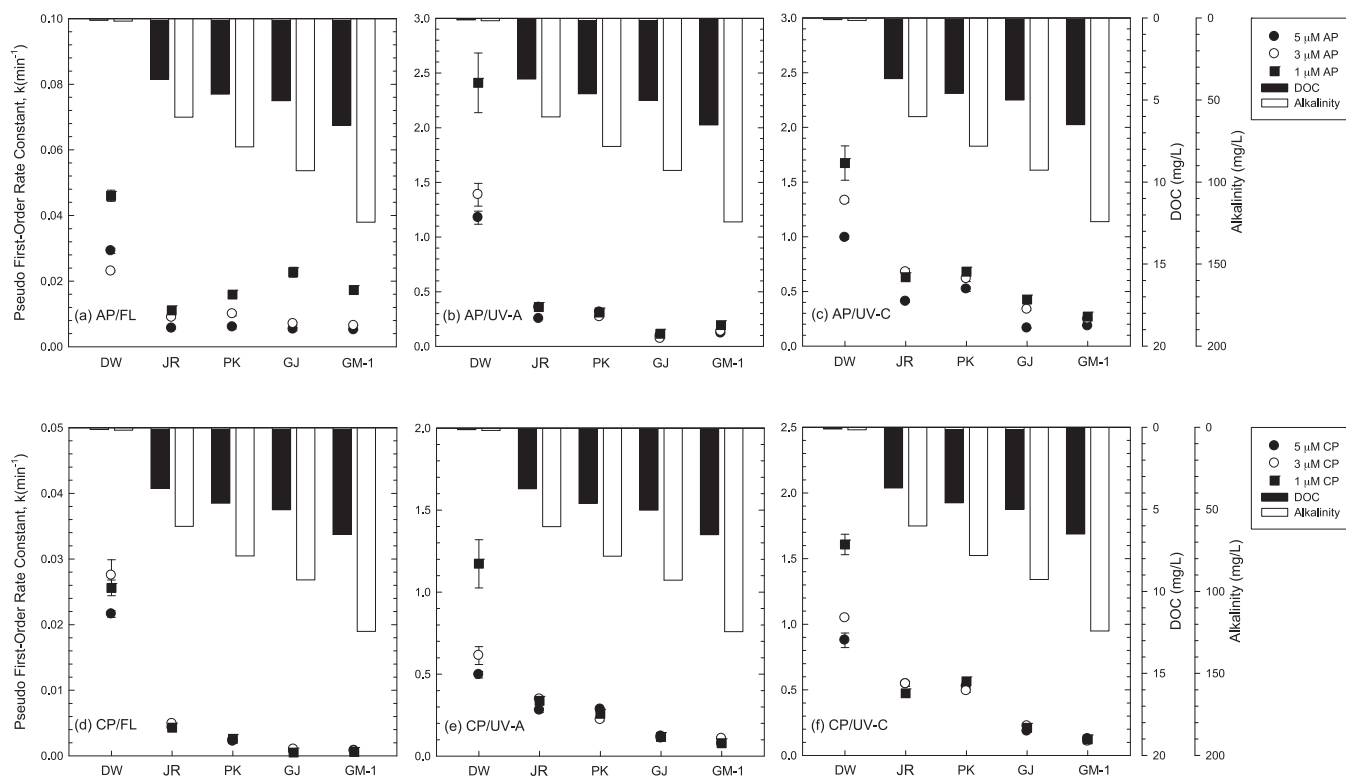 Pseudo First-Order Rate Constant, k(min⁻¹)
0.10
0.08
0.06
0.04
0.02
0.00
(a) AP/FL
DW JR PK GJ GM-1
3.0
2.5
2.0
1.5
1.0
0.5
0.0
(b) AP/UV-A
DW JR PK GJ GM-1
3.0
2.5
2.0
1.5
1.0
0.5
0.0
(c) AP/UV-C
DW JR PK GJ GM-1
0
5
10
15
20
DOC (mg/L)
0
50
100
150
200
Alkalinity (mg/L)
5 µM AP
3 µM AP
1 µM AP
DOC
Alkalinity
Pseudo First-Order Rate Constant, k(min⁻¹)
0.05
0.04
0.03
0.02
0.01
0.00
(d) CP/FL
DW JR PK GJ GM-1
2.0
1.5
1.0
0.5
0.0
(e) CP/UV-A
DW JR PK GJ GM-1
2.5
2.0
1.5
1.0
0.5
0.0
(f) CP/UV-C
DW JR PK GJ GM-1
0
5
10
15
20
DOC (mg/L)
0
50
100
150
200
Alkalinity (mg/L)
5 µM CP
3 µM CP
1 µM CP
DOC
Alkalinity